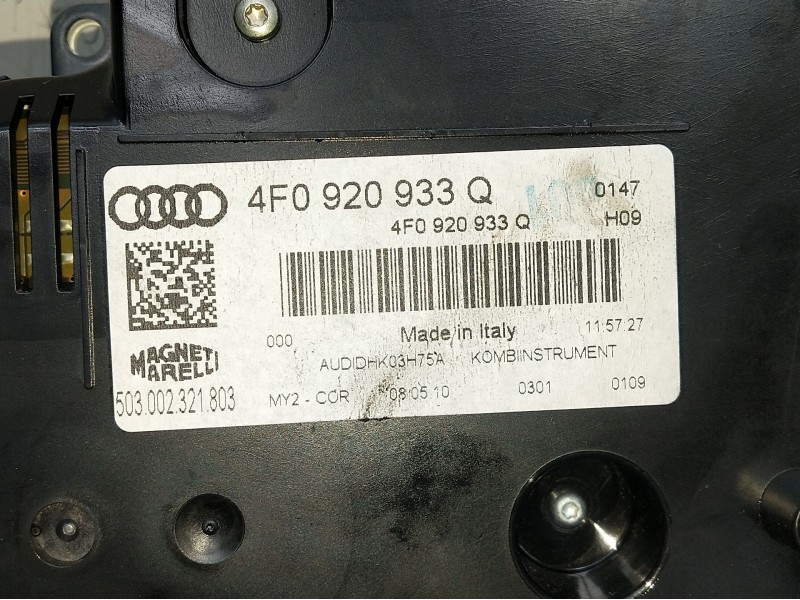 4F0 920 933 Q 0147
4F0 920 933 Q H09
000 Made in Italy 11:57:27
MAGNETI MARELLI
AUDIDHK03H75A KOMBIINSTRUMENT
503.002.321.803
MY2 - COR 08.05.10 0301 0109